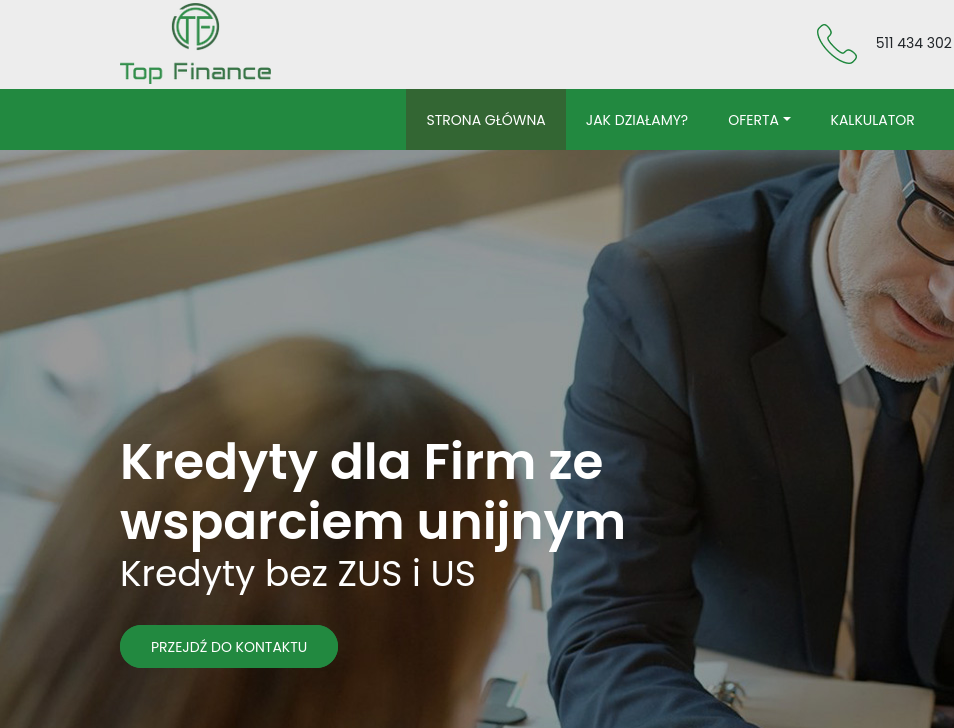 TF
Top Finance
511 434 302
STRONA GŁÓWNA
JAK DZIAŁAMY?
OFERTA
KALKULATOR
Kredyty dla Firm ze
wsparciem unijnym
Kredyty bez ZUS i US
PRZEJDŹ DO KONTAKTU